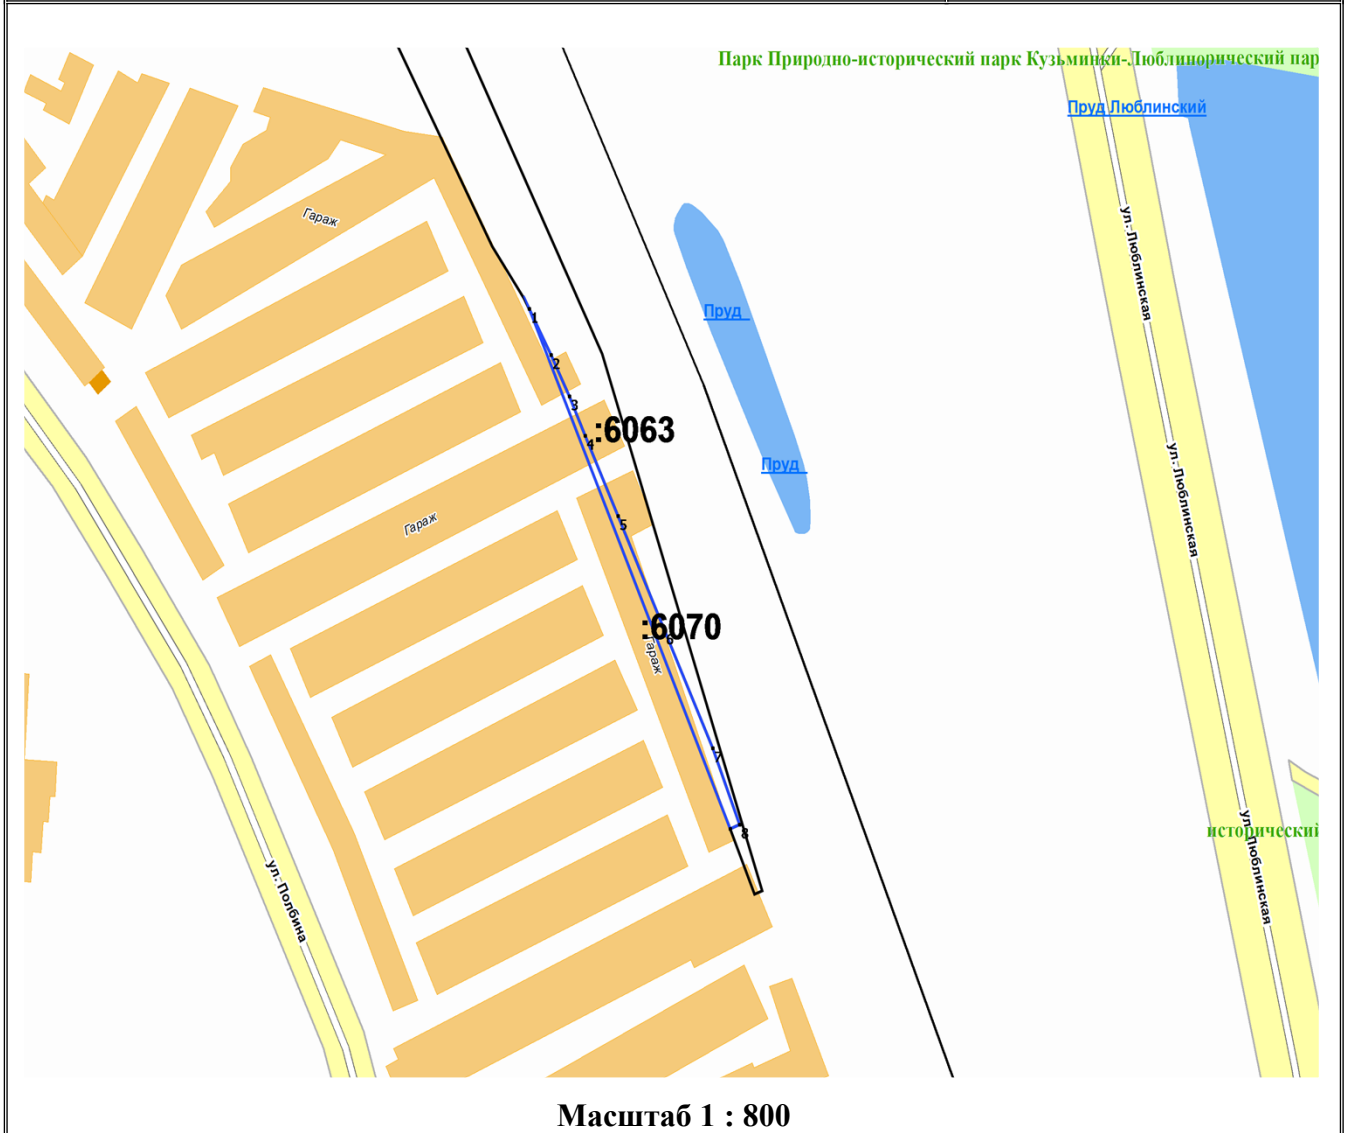 Парк Природно-исторический парк Кузьминки-Люблинорический пар
Пруд Люблинский
ул. Люблинская
Гараж
Пруд
1
2
3
4
:6063
Пруд
ул. Люблинская
Гараж
5
:6070
6
Гараж
7
8
исторический
ул. Люблинская
ул. Полбина
Масштаб 1 : 800